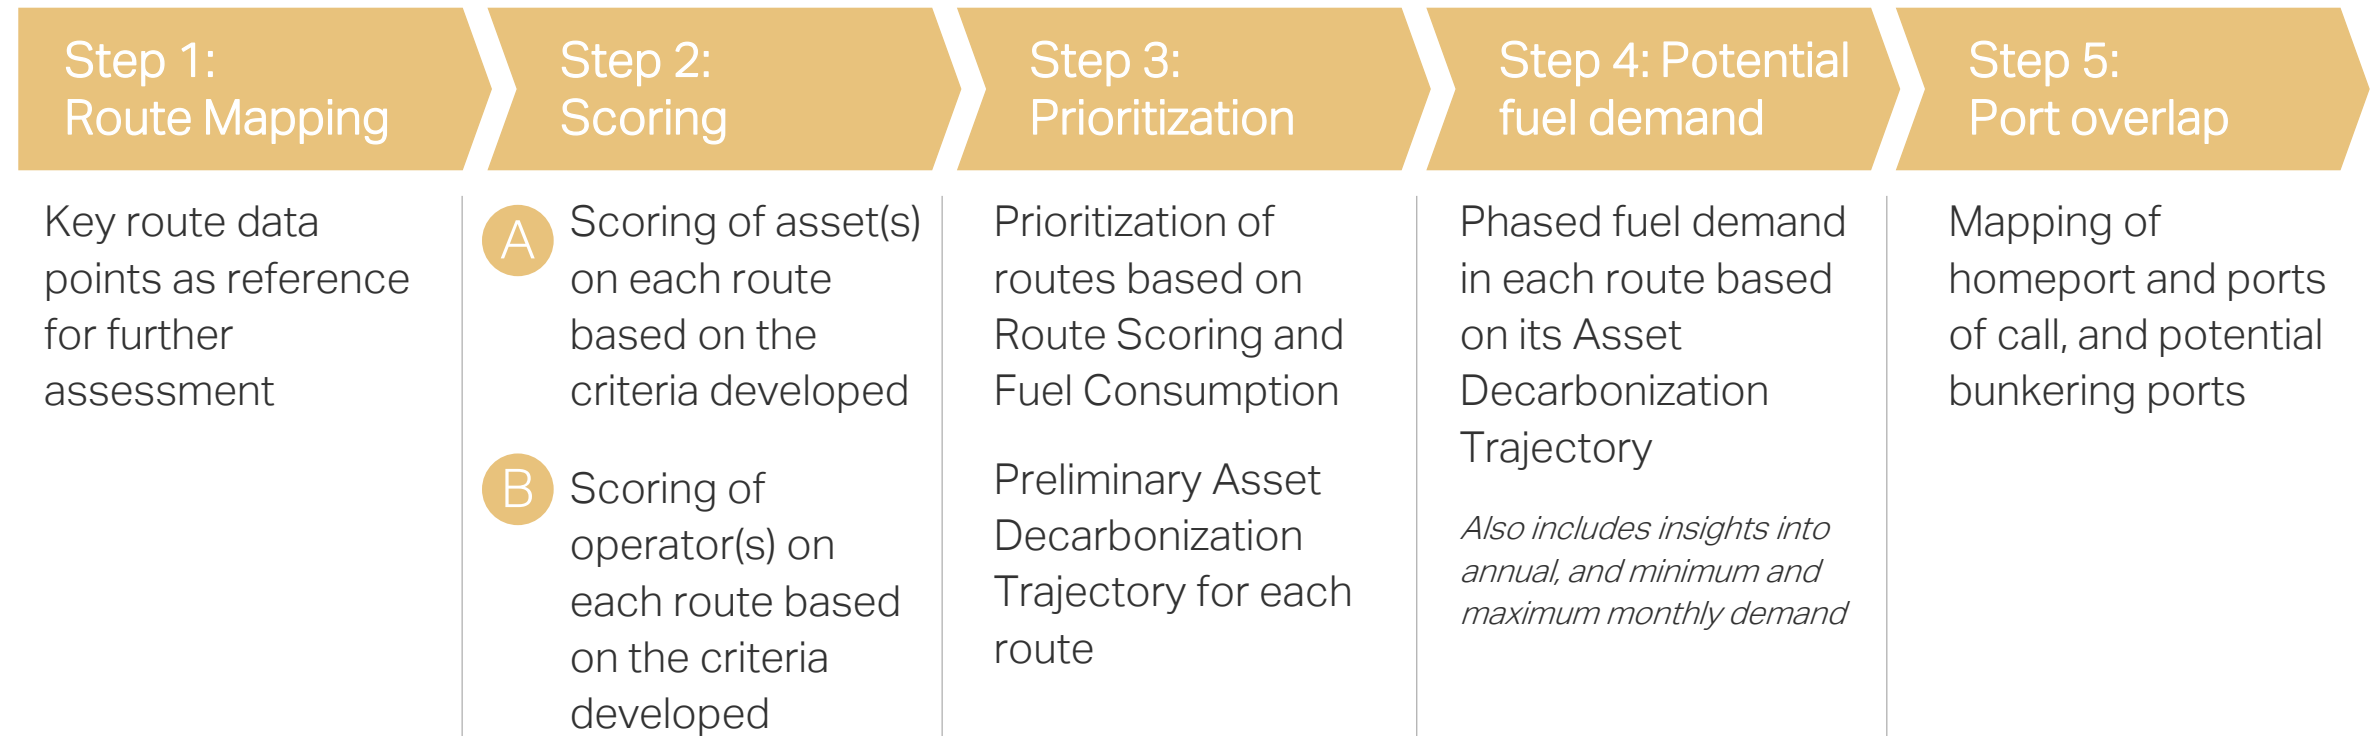 Step 1:
Route Mapping
Key route data
points as reference
for further
assessment
Step 2:
Scoring
A
Scoring of asset(s)
on each route
based on the
criteria developed
B
Scoring of
operator(s) on
each route based
on the criteria
developed
Step 3:
Prioritization
Prioritization of
routes based on
Route Scoring and
Fuel Consumption
Preliminary Asset
Decarbonization
Trajectory for each
route
Step 4: Potential
fuel demand
Phased fuel demand
in each route based
on its Asset
Decarbonization
Trajectory
Also includes insights into
annual, and minimum and
maximum monthly demand
Step 5:
Port overlap
Mapping of
homeport and ports
of call, and potential
bunkering ports